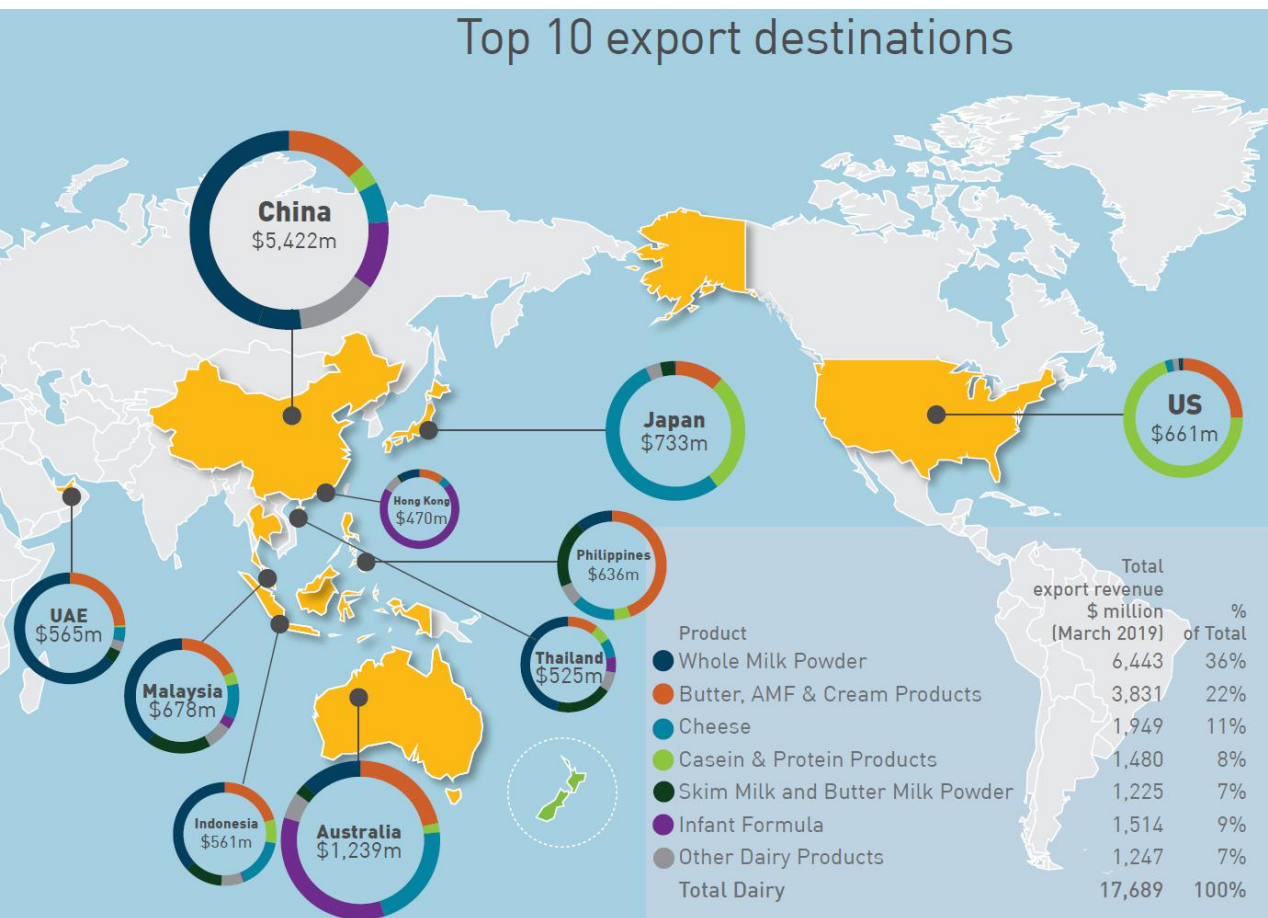 Top 10 export destinations
China
$5,422m
Japan
$733m
US
$661m
Hong Kong
$470m
Philippines
$636m
UAE
$565m
Malaysia
$678m
Thailand
$525m
Indonesia
$561m
Australia
$1,239m
Total
export revenue
$ million %
Product (March 2019) of Total
Whole Milk Powder 6,443 36%
Butter, AMF & Cream Products 3,831 22%
Cheese 1,949 11%
Casein & Protein Products 1,480 8%
Skim Milk and Butter Milk Powder 1,225 7%
Infant Formula 1,514 9%
Other Dairy Products 1,247 7%
Total Dairy 17,689 100%